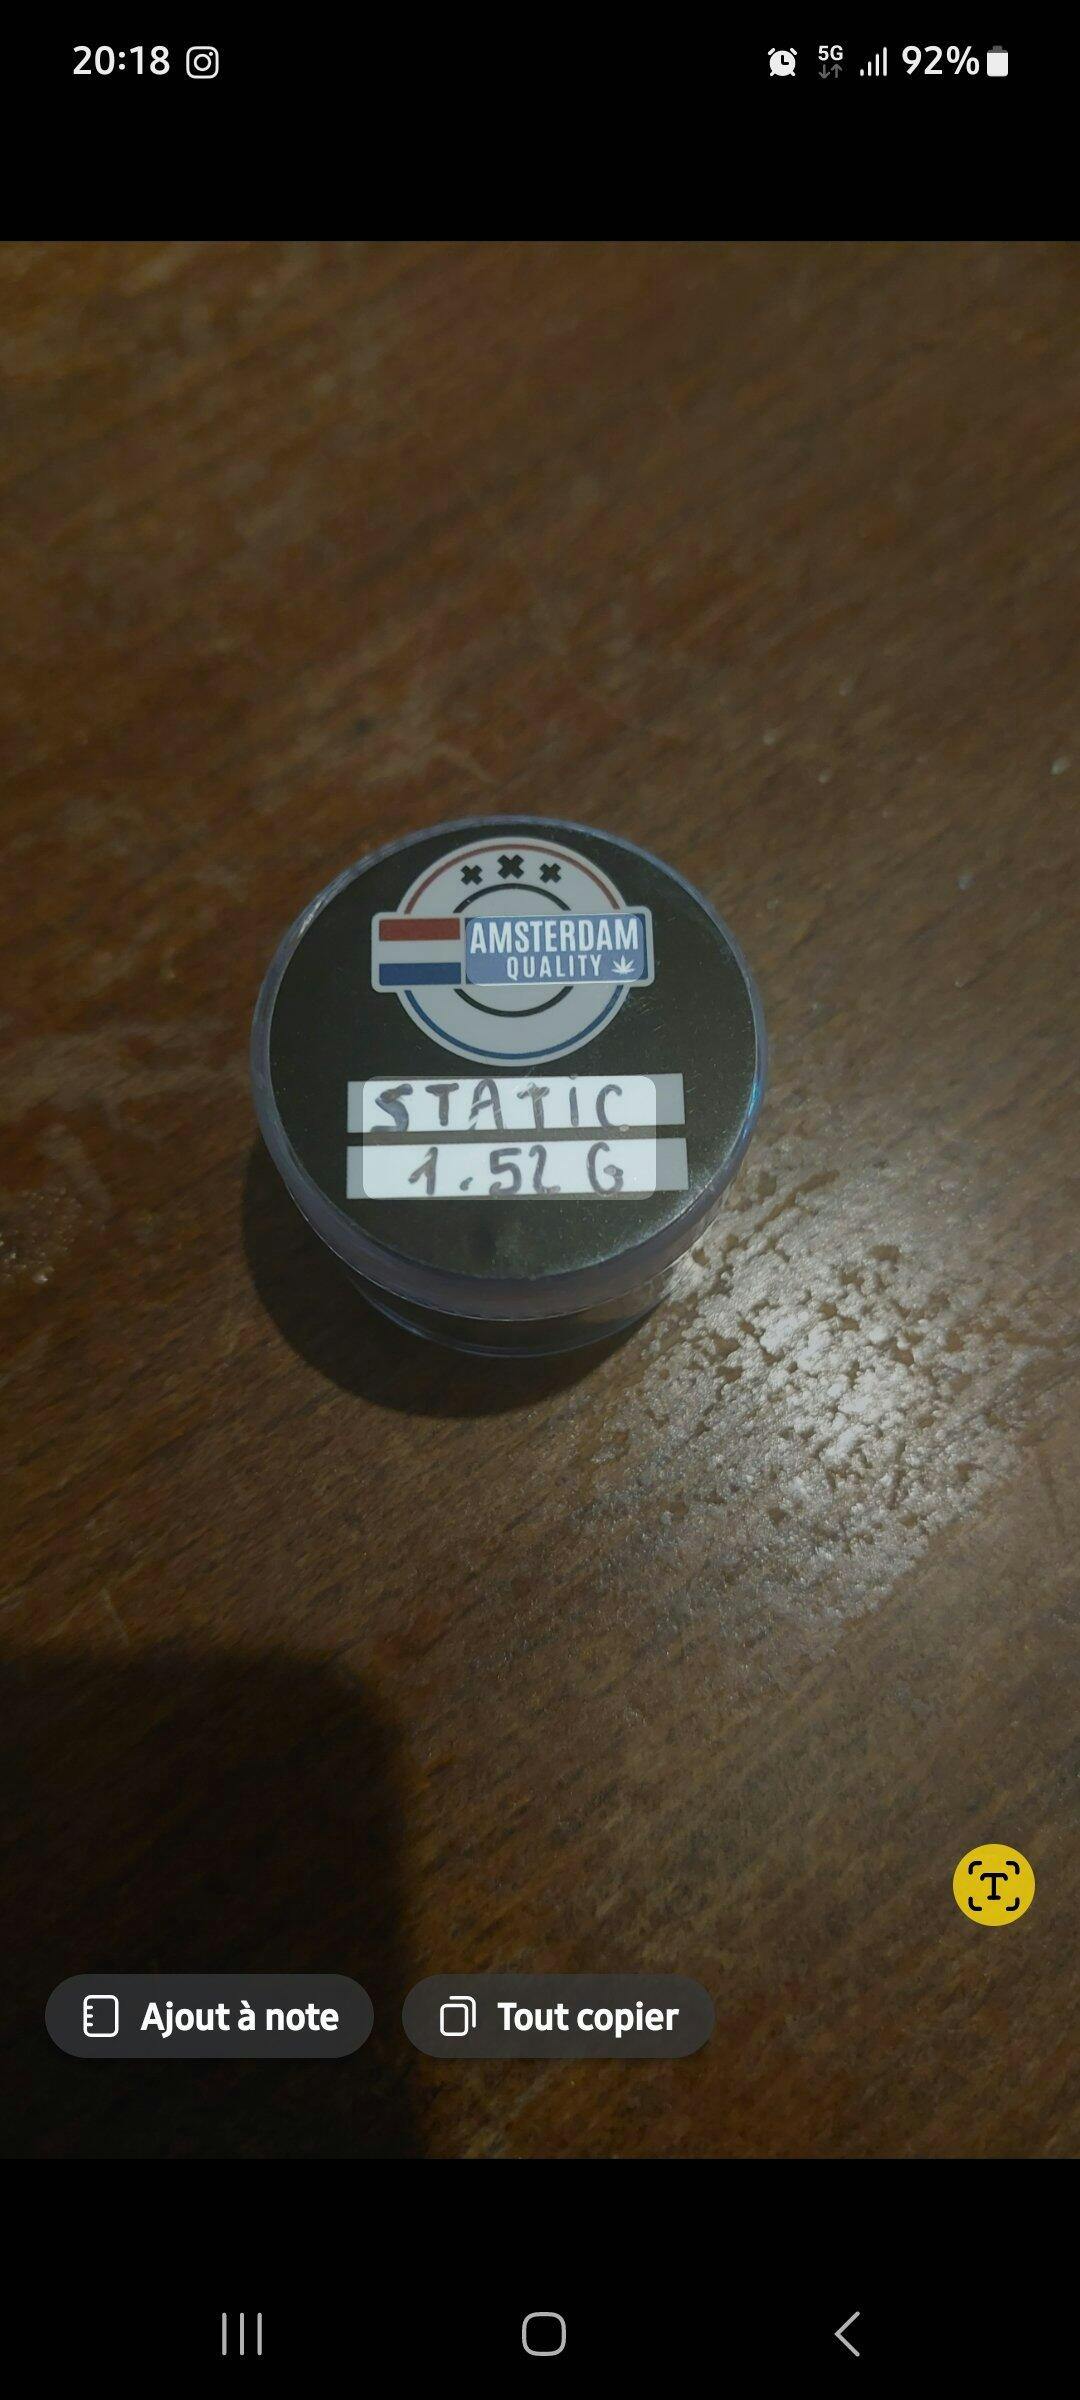 20:18
5G
92%
AMSTERDAM
QUALITY
STATIC
1.52 G
Ajout à note
Tout copier